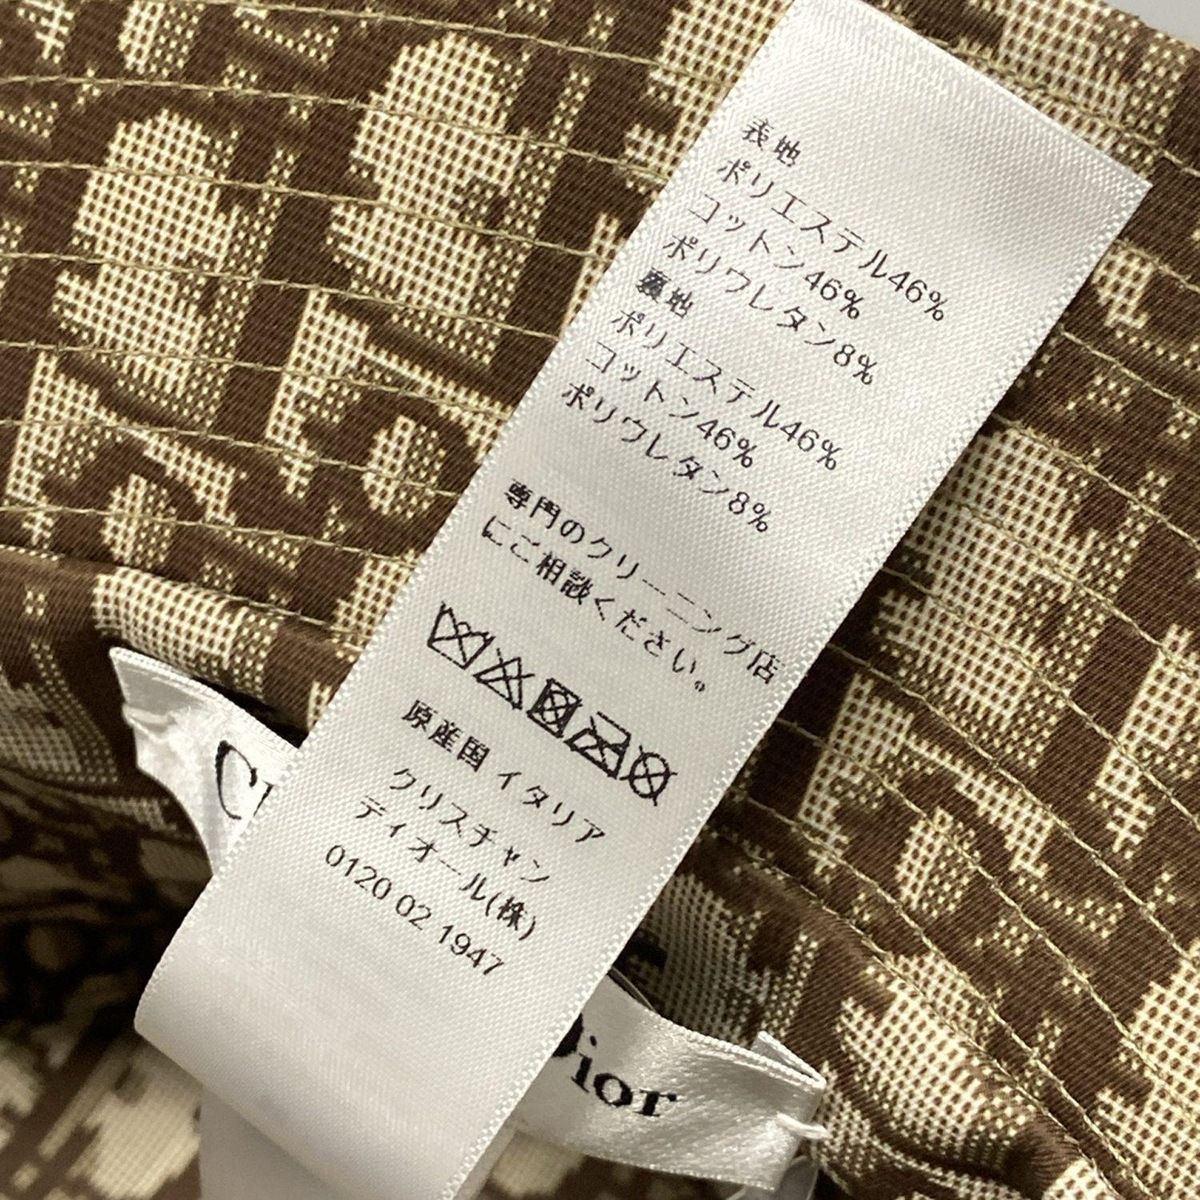 表地
ポリエステル46%
コットン46%
ポリウレタン8%
裏地
ポリエステル46%
コットン46%
ポリウレタン8%
専門のクリーニング店
にご相談ください。
原産国 イタリア
クリスチャン
ディオール(株)
0120 02 1947
Dior